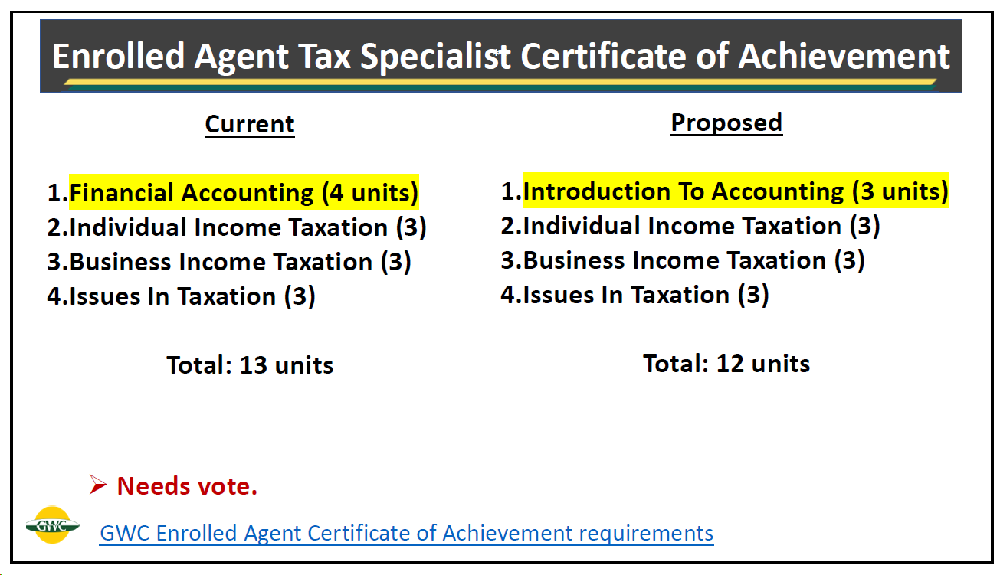 Enrolled Agent Tax Specialist Certificate of Achievement
Current
1.Financial Accounting (4 units)
2.Individual Income Taxation (3)
3.Business Income Taxation (3)
4.Issues In Taxation (3)
Total: 13 units
Proposed
1.Introduction To Accounting (3 units)
2.Individual Income Taxation (3)
3.Business Income Taxation (3)
4.Issues In Taxation (3)
Total: 12 units
➢ Needs vote.
GWC
GWC Enrolled Agent Certificate of Achievement requirements